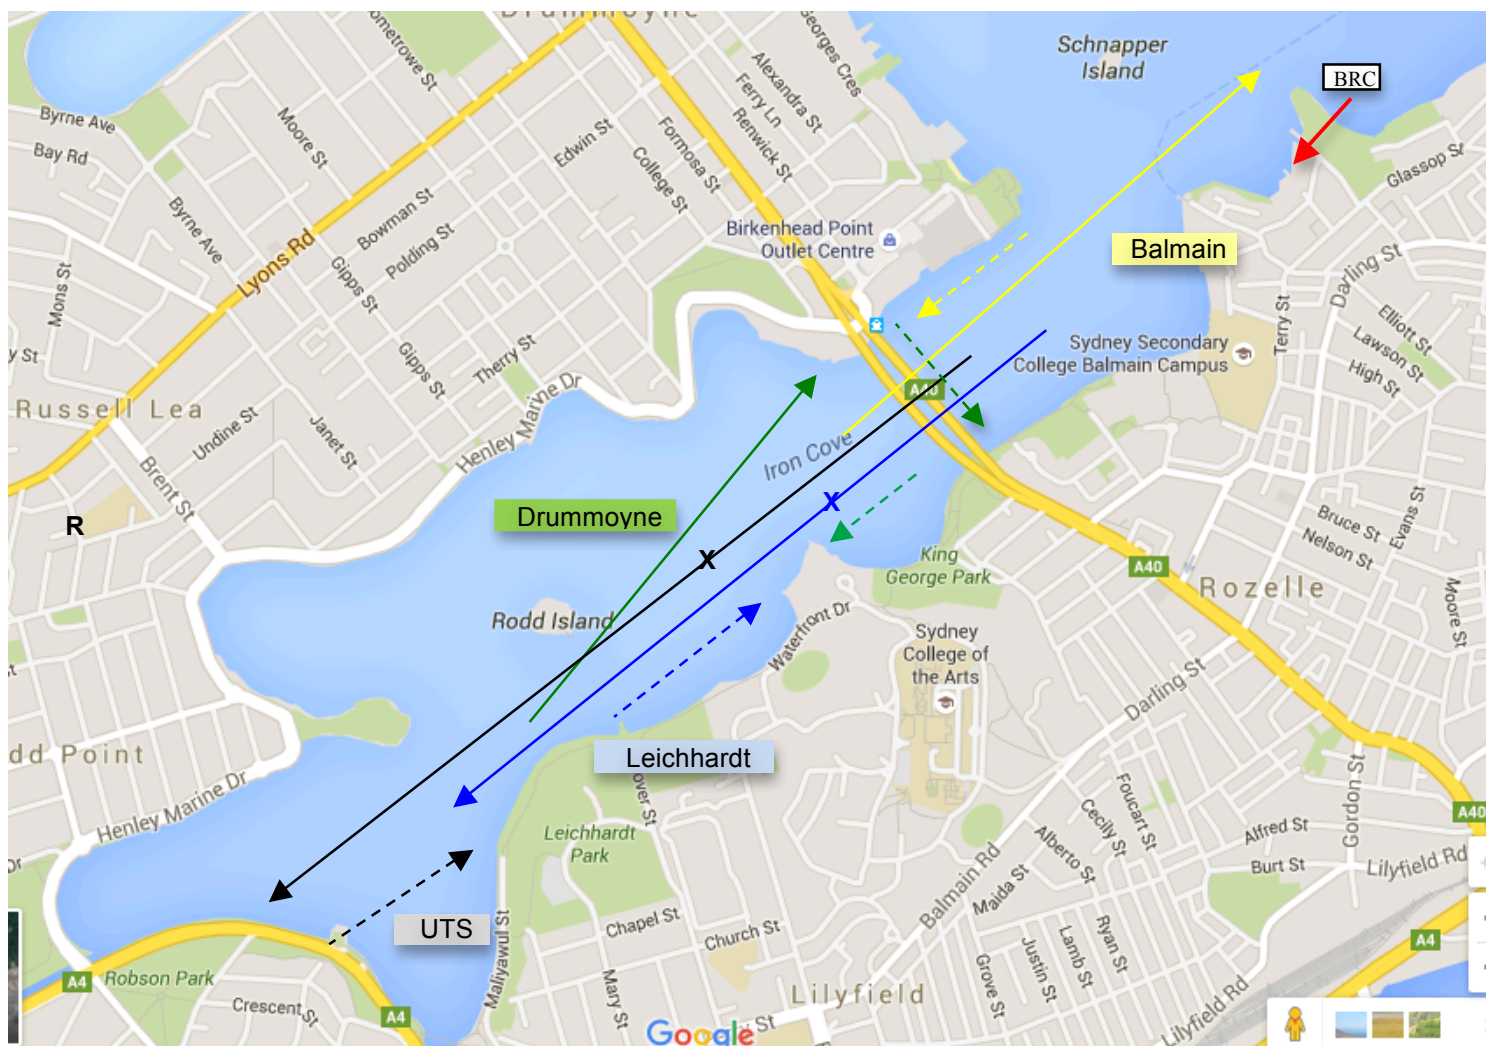 Drummoyne
Schnapper
Island
BRC
Georges Cres
Alexandra St
Ferry Ln
Renwick St
Formosa St
College St
Edwin St
Moore St
Byrne Ave
Bay Rd
Byrne Ave
Bowman St
Polding St
Gipps St
Lyons Rd
Mons St
Glassop St
Birkenhead Point
Outlet Centre
Balmain
Darling St
Terry St
Elliott St
Lawson St
High St
Sydney Secondary
College Balmain Campus
y St
Gipps St
Therry St
A40
Russell Lea
Undine St
Janet St
Henley Marine Dr
Brent St
Iron Cove
X
R
Drummoyne
X
Bruce St
Nelson St
Evans St
King
George Park
A40
Rozelle
Moore St
Rodd Island
Waterfront Dr
Sydney
College of
the Arts
Darling St
dd Point
Leichhardt
over St
Henley Marine Dr
Leichhardt
Park
Foucart St
Cecily St
Alberto St
Gordon St
A40
Alfred St
Burt St
Lilyfield Rd
Balmain Rd
Maida St
Dr
UTS
Chapel St
Church St
Maliyawul St
Mary St
Ryan St
Lamb St
Justin St
Grove St
A4
A4
Robson Park
Crescent St
A4
Lilyfield
Lilyfield Rd
Google
y St